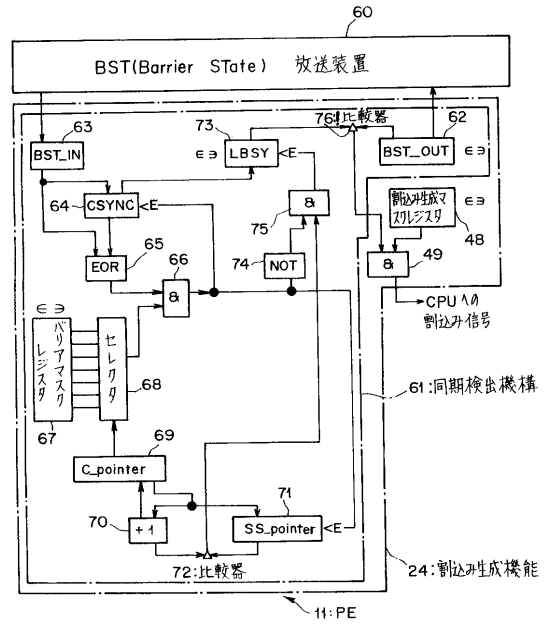 60
BST(Barrier State) 放送装置
63
BST_IN
73
LBSY
E
∈∋
76:比較器
62
BST_OUT
∈∋
64
CSYNC
E
75
&
割込み生成マスクレジスタ
∈∋
48
EOR
65
66
&
74
NOT
&
49
CPUへの
割込み信号
∈∋
バリアマスク
レジスタ
67
セレクタ
68
61:同期検出機構
69
C_pointer
70
+1
71
SS_pointer
E
72:比較器
24:割込み生成機能
11:PE